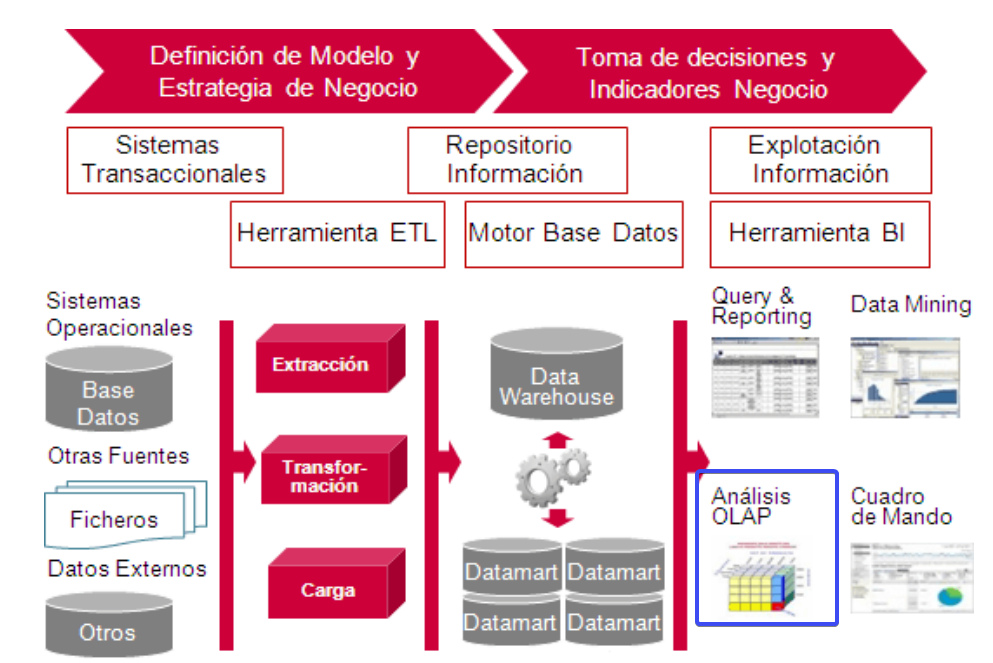 Definición de Modelo y
Estrategia de Negocio
Toma de decisiones y
Indicadores Negocio
Sistemas
Transaccionales
Repositorio
Información
Explotación
Información
Herramienta ETL
Motor Base Datos
Herramienta BI
Sistemas
Operacionales
Base
Datos
Otras Fuentes
Ficheros
Datos Externos
Otros
Extracción
Transfor-
mación
Carga
Data
Warehouse
Datamart
Datamart
Datamart
Datamart
Query &
Reporting
Data Mining
Análisis
OLAP
Cuadro
de Mando